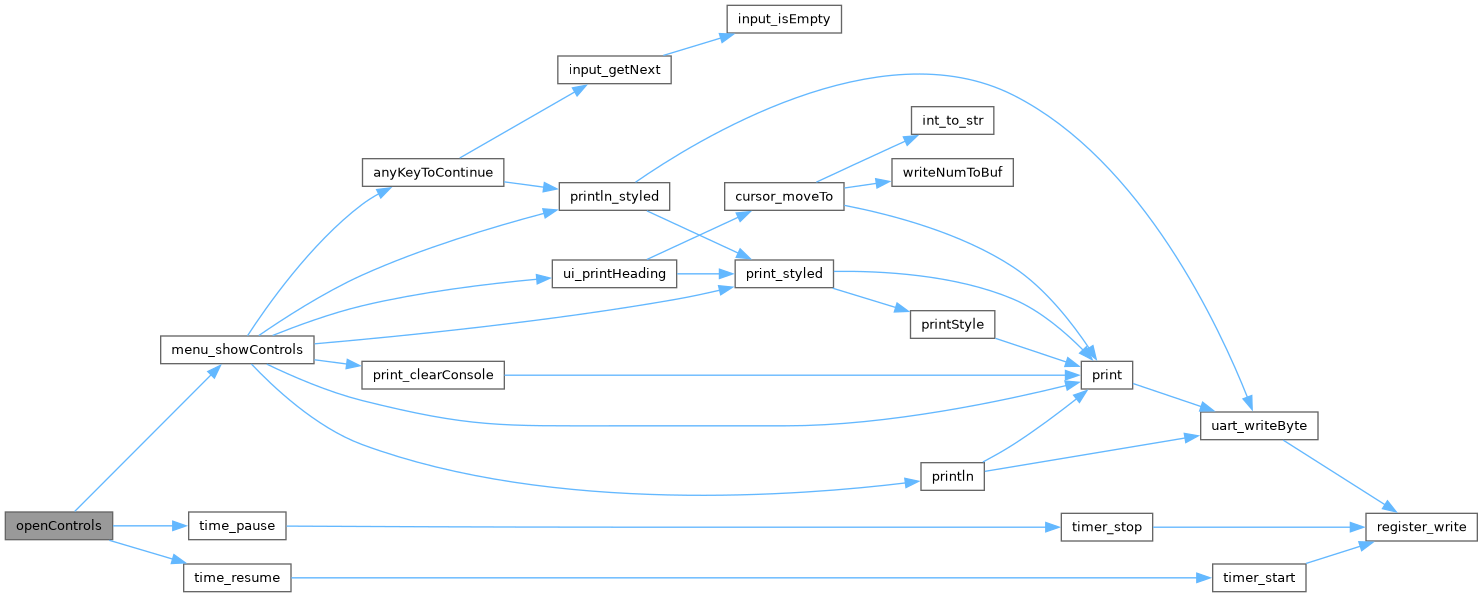 input_isEmpty
input_getNext
int_to_str
anyKeyToContinue
writeNumToBuf
println_styled
cursor_moveTo
ui_printHeading
print_styled
printStyle
menu_showControls
print_clearConsole
print
uart_writeByte
println
openControls
time_pause
timer_stop
register_write
time_resume
timer_start